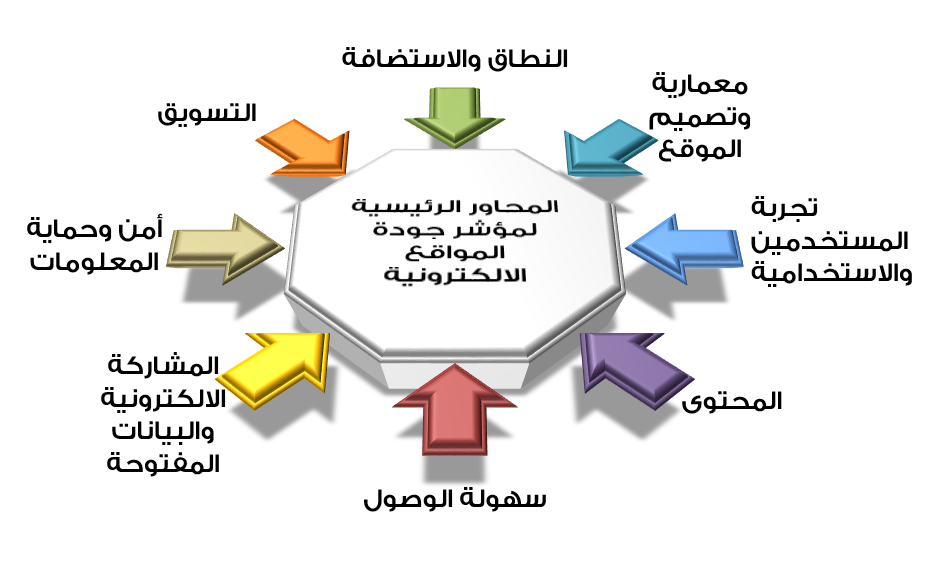 النطاق والاستضافة
معمارية
وتصميم
الموقع
التسويق
المحاور الرئيسية
لمؤشر جودة
المواقع
الالكترونية
تجربة
المستخدمين
والاستخدامية
أمن وحماية
المعلومات
المحتوى
المشاركة
الالكترونية
والبيانات
المفتوحة
سهولة الوصول